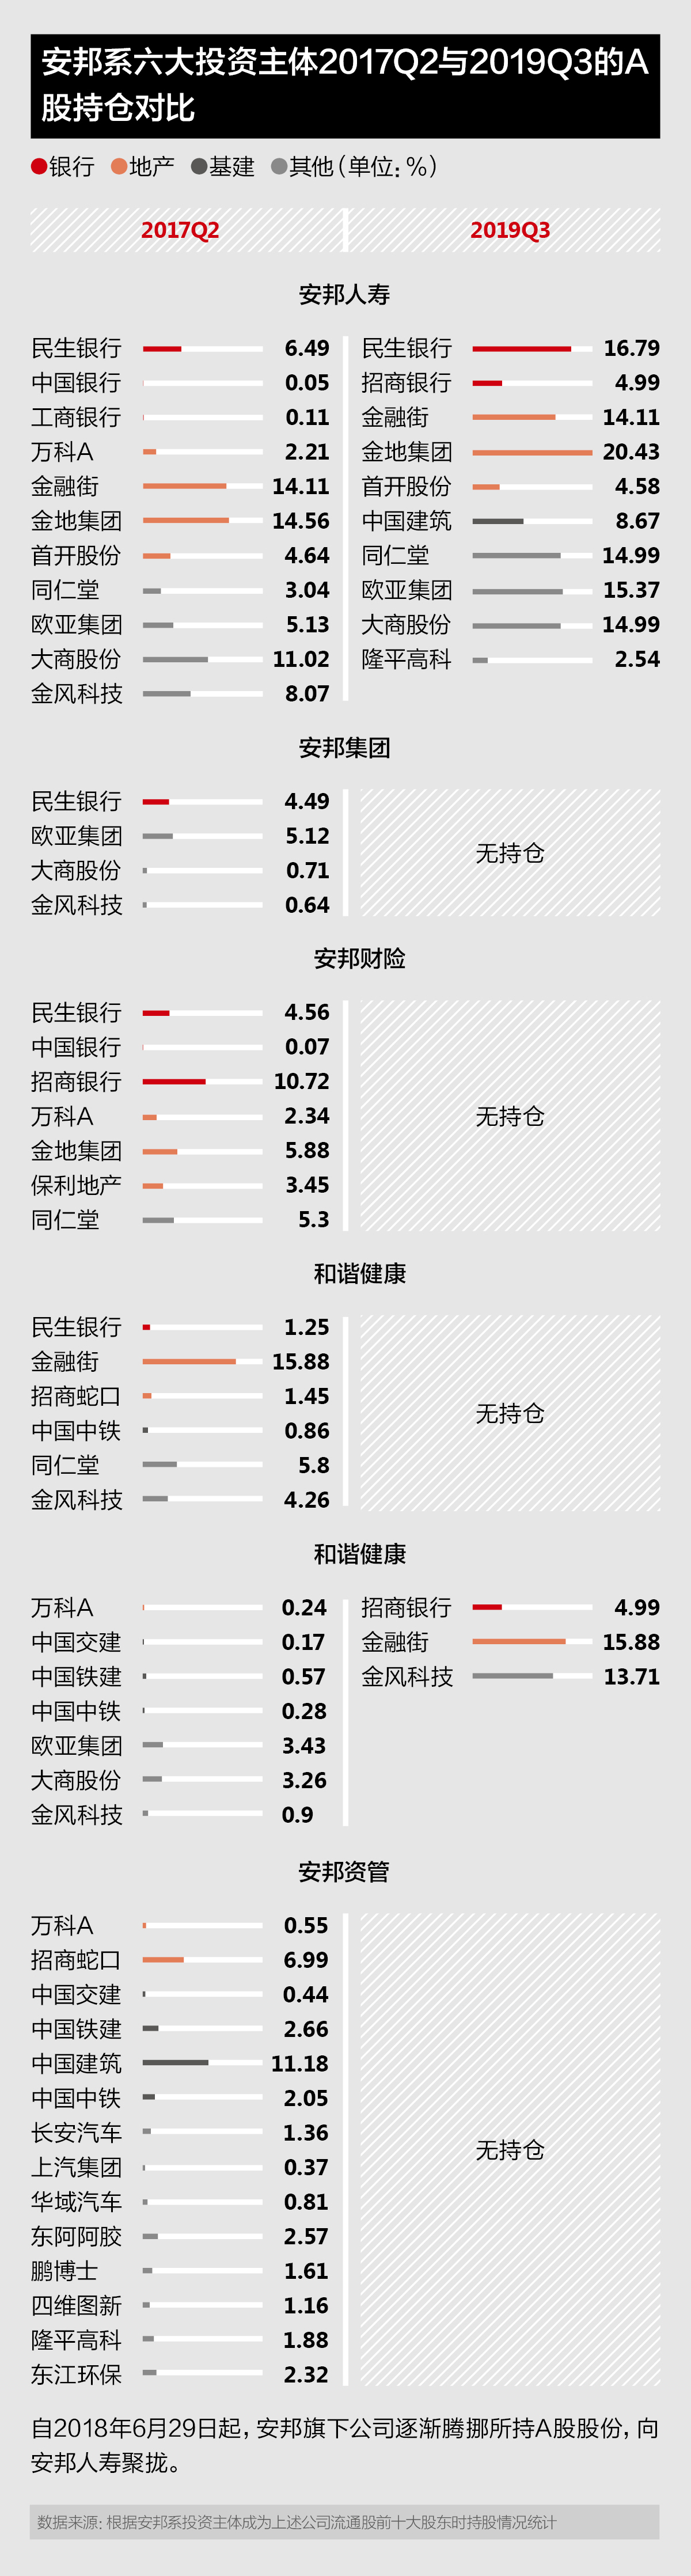 安邦系六大投资主体2017Q2与2019Q3的A
股持仓对比
银行 地产 基建 其他(单位:%)
2017Q2 2019Q3
安邦人寿
民生银行 6.49 民生银行 16.79
中国银行 0.05 招商银行 4.99
工商银行 0.11 金融街 14.11
万科A 2.21 金地集团 20.43
金融街 14.11 首开股份 4.58
金地集团 14.56 中国建筑 8.67
首开股份 4.64 同仁堂 14.99
同仁堂 3.04 欧亚集团 15.37
欧亚集团 5.13 大商股份 14.99
大商股份 11.02 隆平高科 2.54
金风科技 8.07
安邦集团
民生银行 4.49
欧亚集团 5.12
无持仓
大商股份 0.71
金风科技 0.64
安邦财险
民生银行 4.56
中国银行 0.07
招商银行 10.72
万科A 2.34 无持仓
金地集团 5.88
保利地产 3.45
同仁堂 5.3
和谐健康
民生银行 1.25
金融街 15.88
招商蛇口 1.45
无持仓
中国中铁 0.86
同仁堂 5.8
金风科技 4.26
和谐健康
万科A 0.24 招商银行 4.99
中国交建 0.17 金融街 15.88
中国铁建 0.57 金风科技 13.71
中国中铁 0.28
欧亚集团 3.43
大商股份 3.26
金风科技 0.9
安邦资管
万科A 0.55
招商蛇口 6.99
中国交建 0.44
中国铁建 2.66
中国建筑 11.18
中国中铁 2.05
长安汽车 1.36
无持仓
上汽集团 0.37
华域汽车 0.81
东阿阿胶 2.57
鹏博士 1.61
四维图新 1.16
隆平高科 1.88
东江环保 2.32
自2018年6月29日起,安邦旗下公司逐渐腾挪所持A股股份,向
安邦人寿聚拢。
数据来源:根据安邦系投资主体成为上述公司流通股前十大股东时持股情况统计